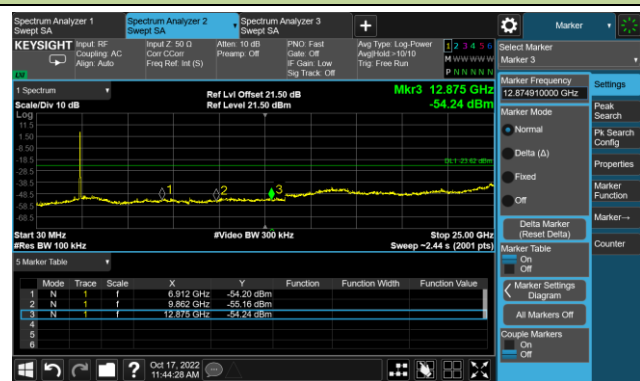 Spectrum Analyzer 1
Swept SA
Spectrum Analyzer 2
Swept SA
Spectrum Analyzer 3
Swept SA
+
Marker
KEYSIGHT
Input: RF
Coupling: AC
Align: Auto
Input Z: 50 Ω
Corr CCorr
Freq Ref: Int (S)
Atten: 10 dB
Preamp: Off
PNO: Fast
Gate: Off
IF Gain: Low
Sig Track: Off
Avg Type: Log-Power
Avg|Hold:>10/10
Trig: Free Run
1 2 3 4 5 6
M W W W W W
P N N N N N
LW
Select Marker
Marker 3
1 Spectrum
Scale/Div 10 dB
Ref Lvl Offset 21.50 dB
Ref Level 21.50 dBm
Mkr3 12.875 GHz
-54.24 dBm
Log
11.5
1.50
-8.50
-18.5
-28.5
-38.5
-48.5
-58.5
-68.5
DL1 -23.62 dBm
1
2
3
Start 30 MHz
#Res BW 100 kHz
#Video BW 300 kHz
Stop 25.00 GHz
Sweep ~2.44 s (2001 pts)
5 Marker Table
Mode Trace Scale X Y Function Function Width Function Value
1 N 1 f 6.912 GHz -54.20 dBm
2 N 1 f 9.862 GHz -55.16 dBm
3 N 1 f 12.875 GHz -54.24 dBm
4
5
6
Marker Frequency
12.874910000 GHz
Marker Mode
Normal
Delta (Δ)
Fixed
Off
Delta Marker
(Reset Delta)
Marker Table
On
Off
Marker Settings
Diagram
All Markers Off
Couple Markers
On
Off
Settings
Peak
Search
Pk Search
Config
Properties
Marker
Function
Marker→
Counter
?
Oct 17, 2022
11:44:28 AM